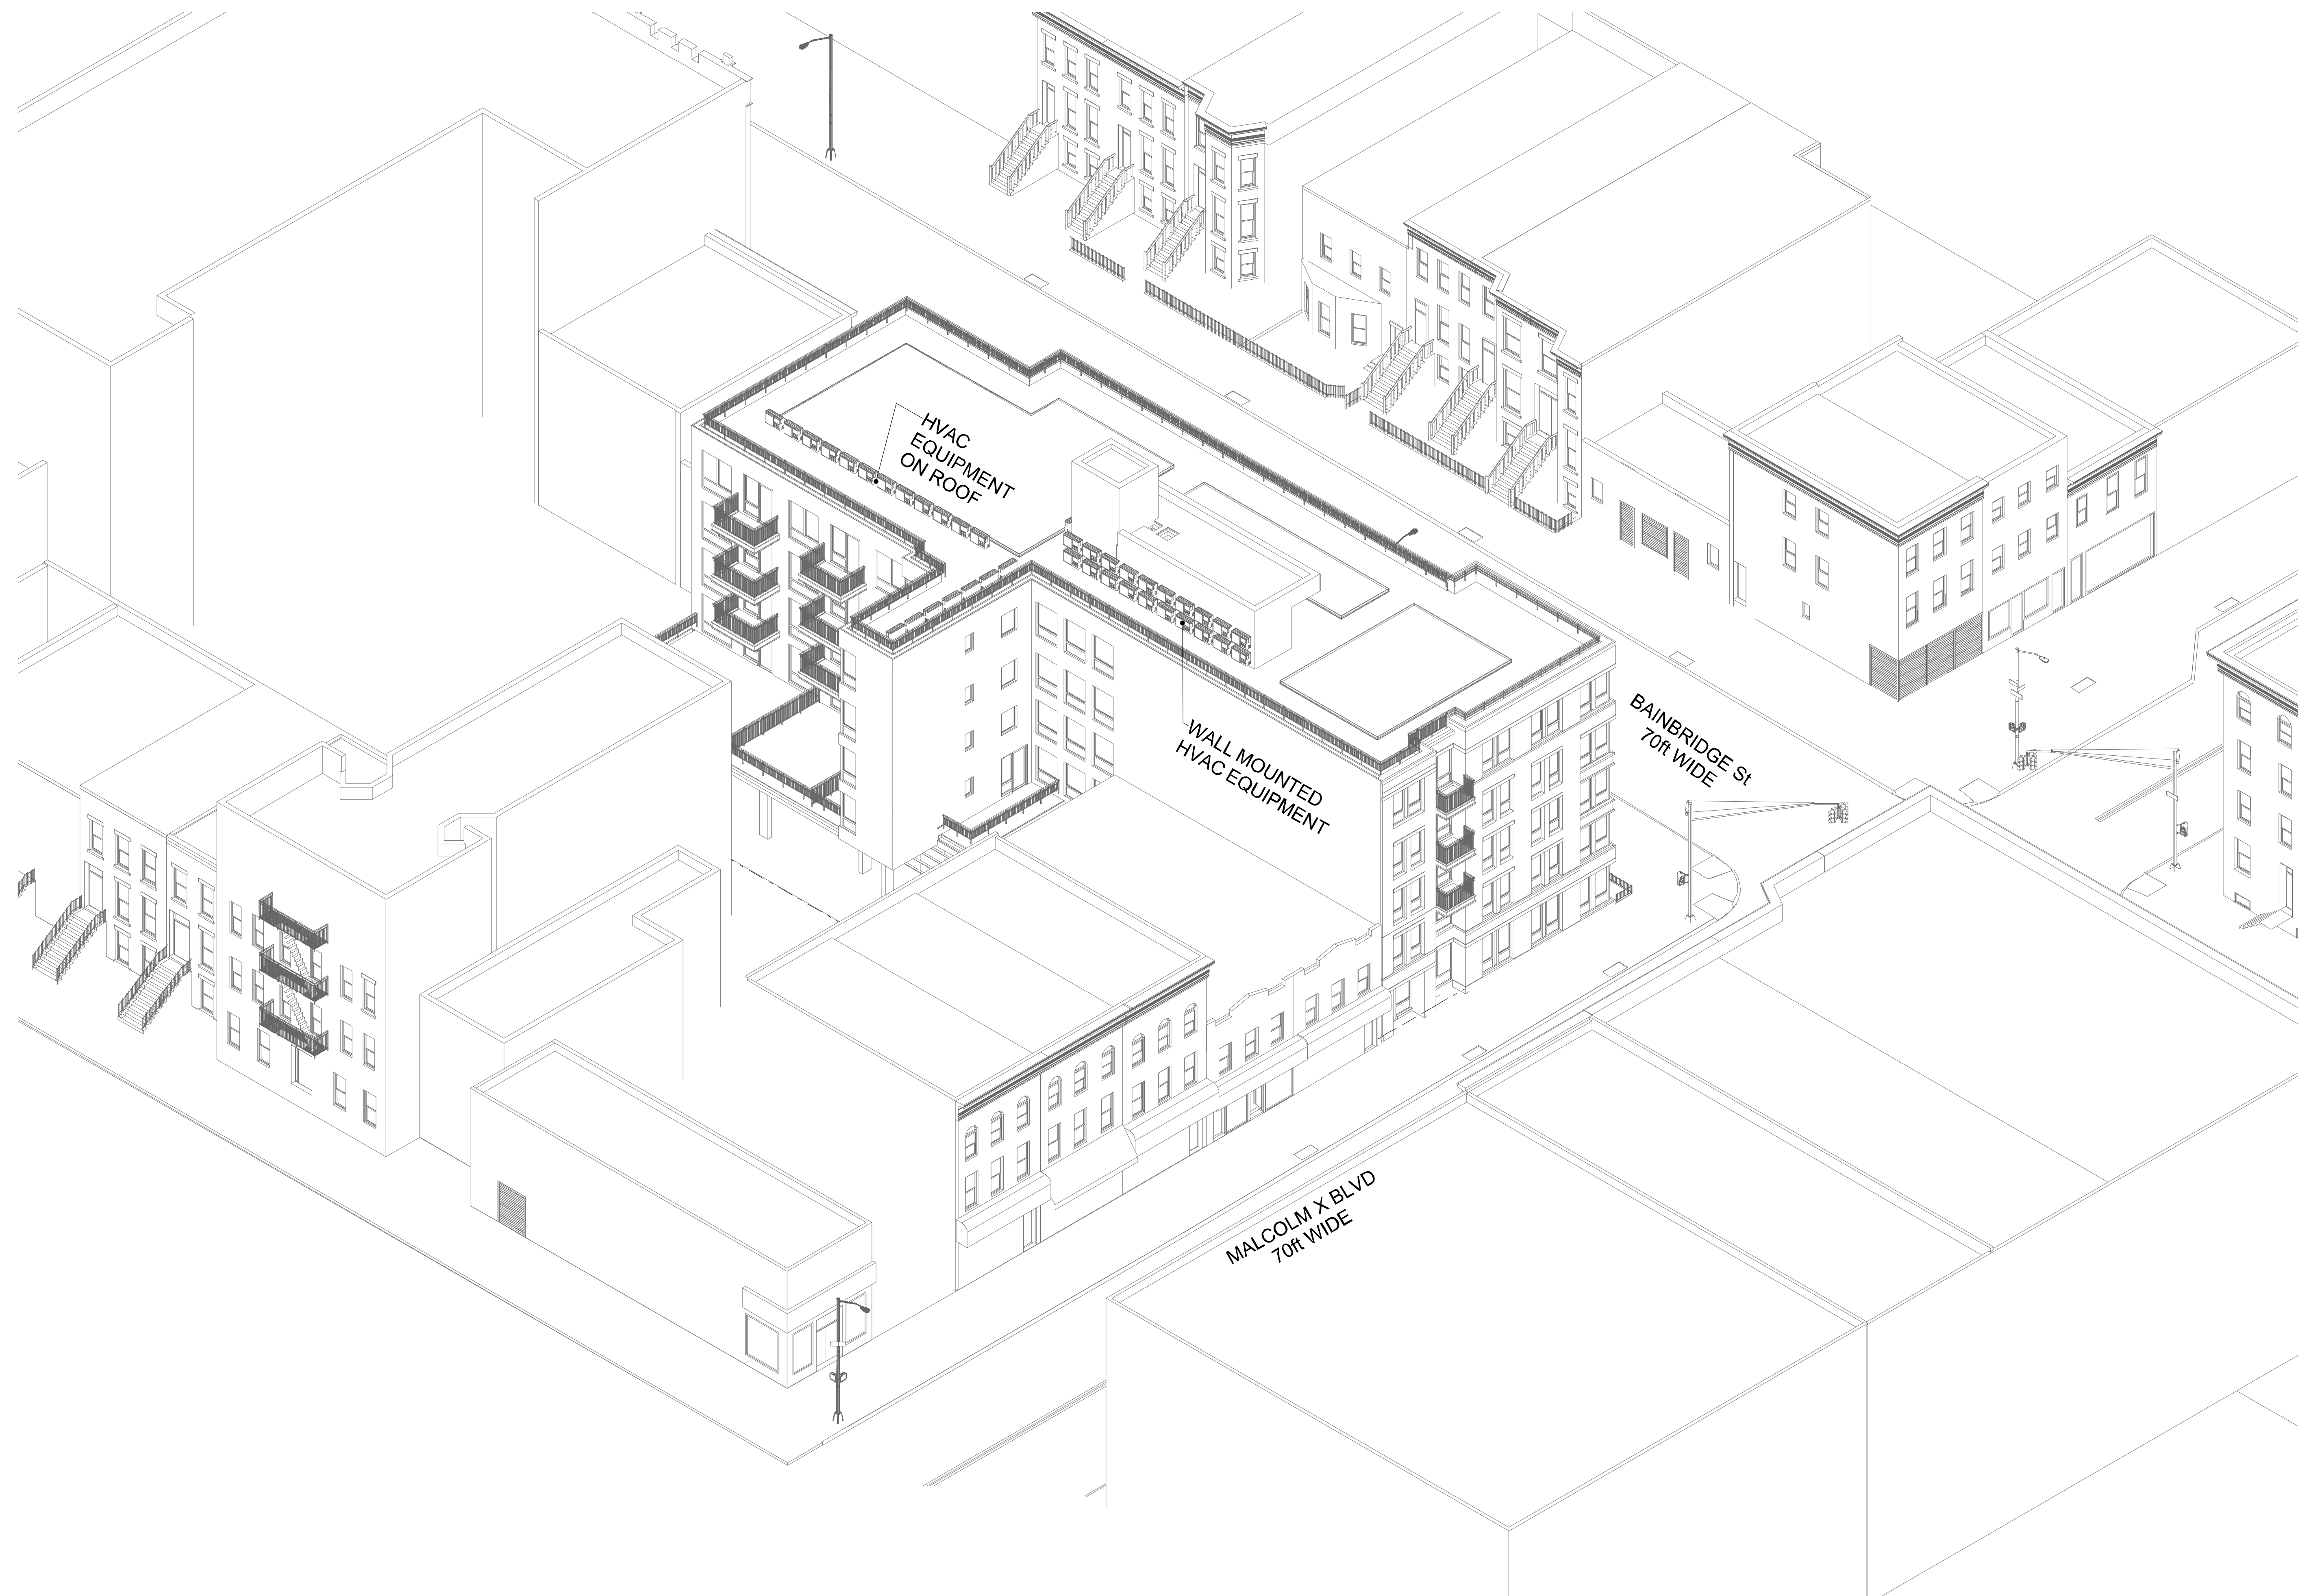 HVAC
EQUIPMENT
ON ROOF
WALL MOUNTED
HVAC EQUIPMENT
BAINBRIDGE St
70ft WIDE
MALCOLM X BLVD
70ft WIDE